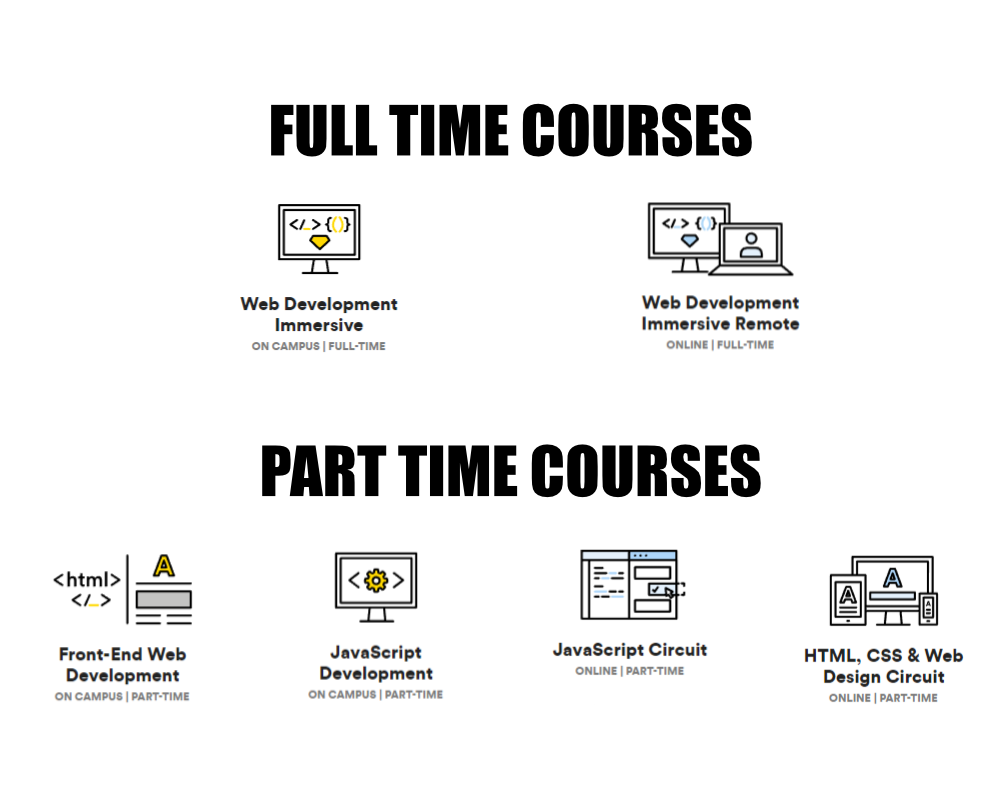 FULL TIME COURSES
</> {()}
</> {()}
Web Development
Immersive
ON CAMPUS | FULL-TIME
Web Development
Immersive Remote
ONLINE | FULL-TIME
PART TIME COURSES
<html>
</_>
A
< >
A
A
A
Front-End Web
Development
ON CAMPUS | PART-TIME
JavaScript
Development
ON CAMPUS | PART-TIME
JavaScript Circuit
ONLINE | PART-TIME
HTML, CSS & Web
Design Circuit
ONLINE | PART-TIME